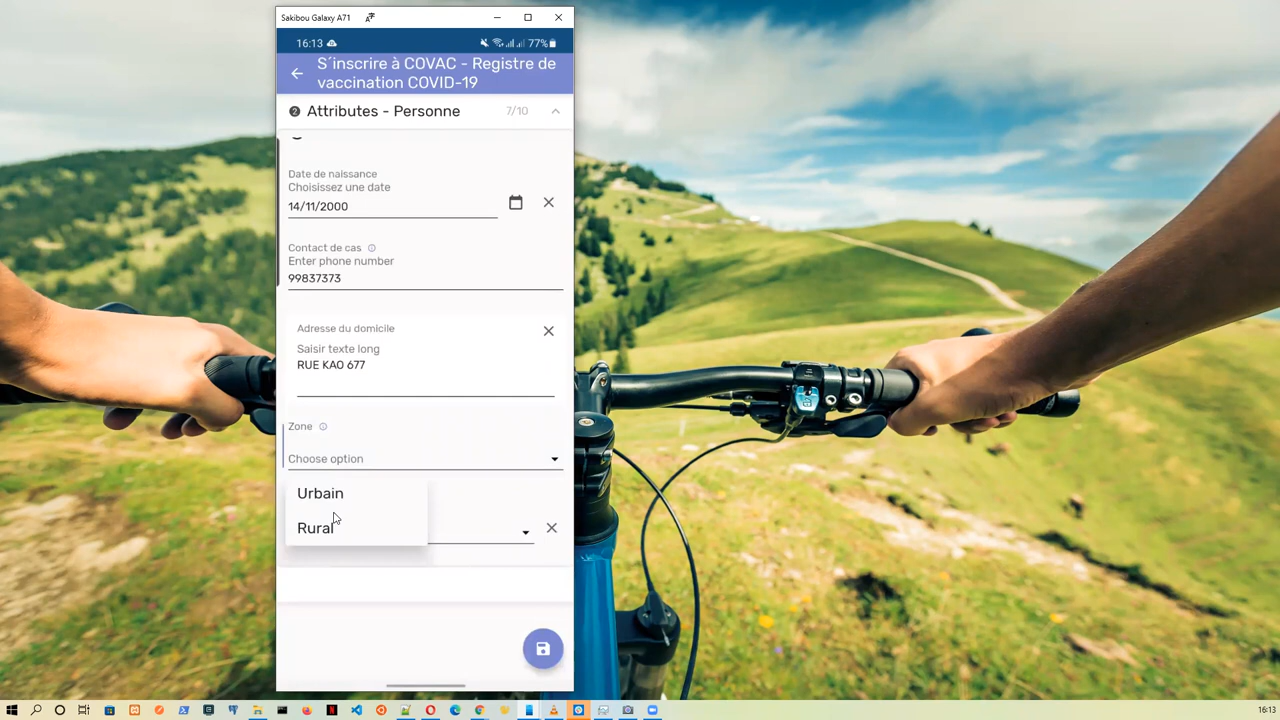 Sakibou Galaxy A71
16:13
77%
S´inscrire à COVAC - Registre de
vaccination COVID-19
Attributes - Personne
7/10
Date de naissance
Choisissez une date
14/11/2000
Contact de cas
Enter phone number
99837373
Adresse du domicile
Saisir texte long
RUE KAO 677
Zone
Choose option
Urbain
Rural
16:13